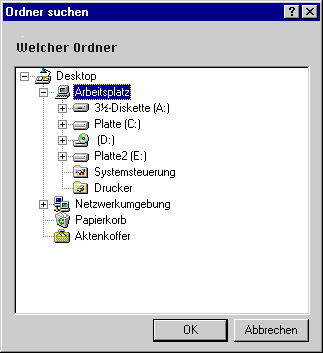 Ordner suchen
Welcher Ordner
Desktop
Arbeitsplatz
3½-Diskette (A:)
Platte (C:)
(D:)
Platte2 (E:)
Systemsteuerung
Drucker
Netzwerkumgebung
Papierkorb
Aktenkoffer
OK Abbrechen